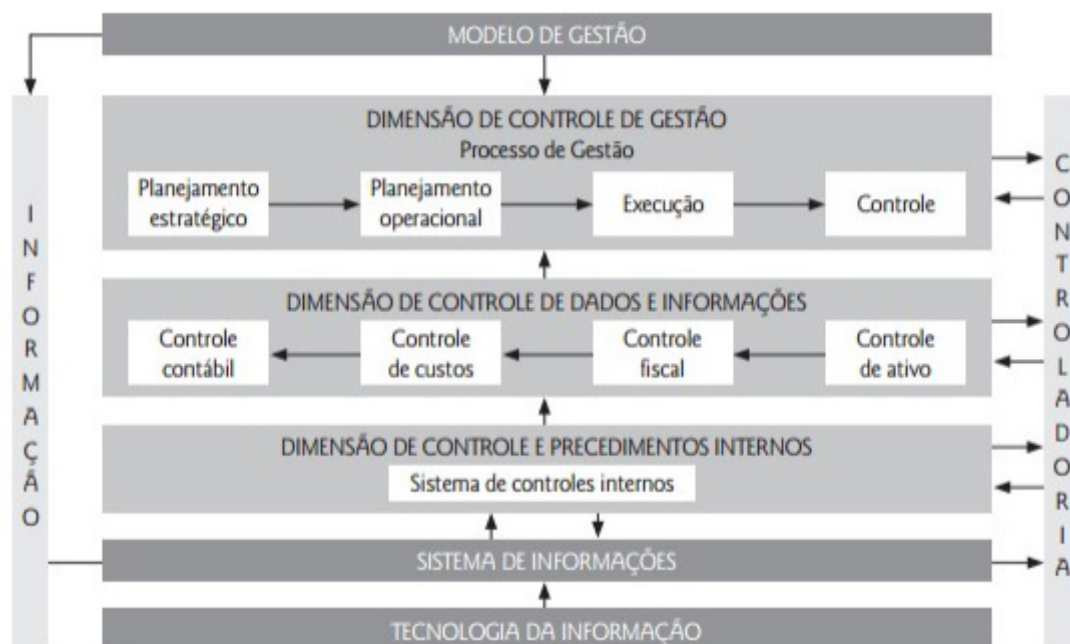 MODELO DE GESTÃO
INFORMAÇÃO
DIMENSÃO DE CONTROLE DE GESTÃO
Processo de Gestão
Planejamento
estratégico
Planejamento
operacional
Execução
Controle
DIMENSÃO DE CONTROLE DE DADOS E INFORMAÇÕES
Controle
contábil
Controle
de custos
Controle
fiscal
Controle
de ativo
DIMENSÃO DE CONTROLE E PRECEDIMENTOS INTERNOS
Sistema de controles internos
SISTEMA DE INFORMAÇÕES
TECNOLOGIA DA INFORMAÇÃO
CONTROLADORIA